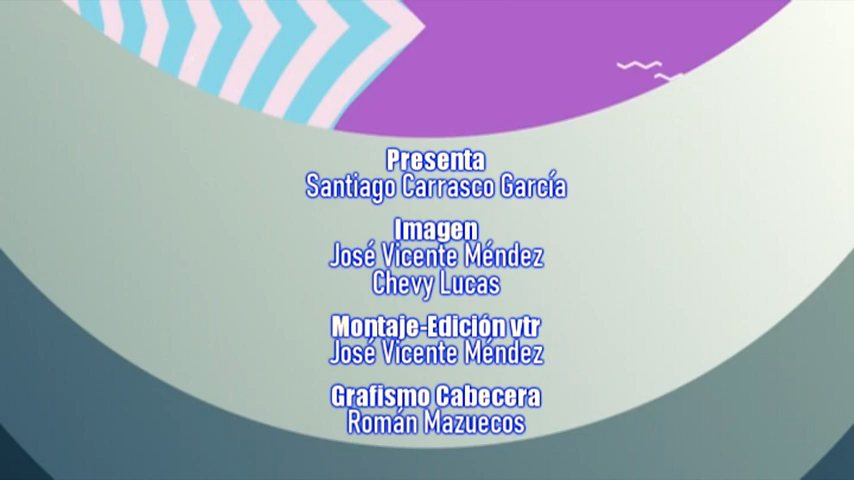 Presenta
Santiago Carrasco García
Imagen
José Vicente Méndez
Chevy Lucas
Montaje-Edición vtr
José Vicente Méndez
Grafismo Cabecera
Román Mazuecos